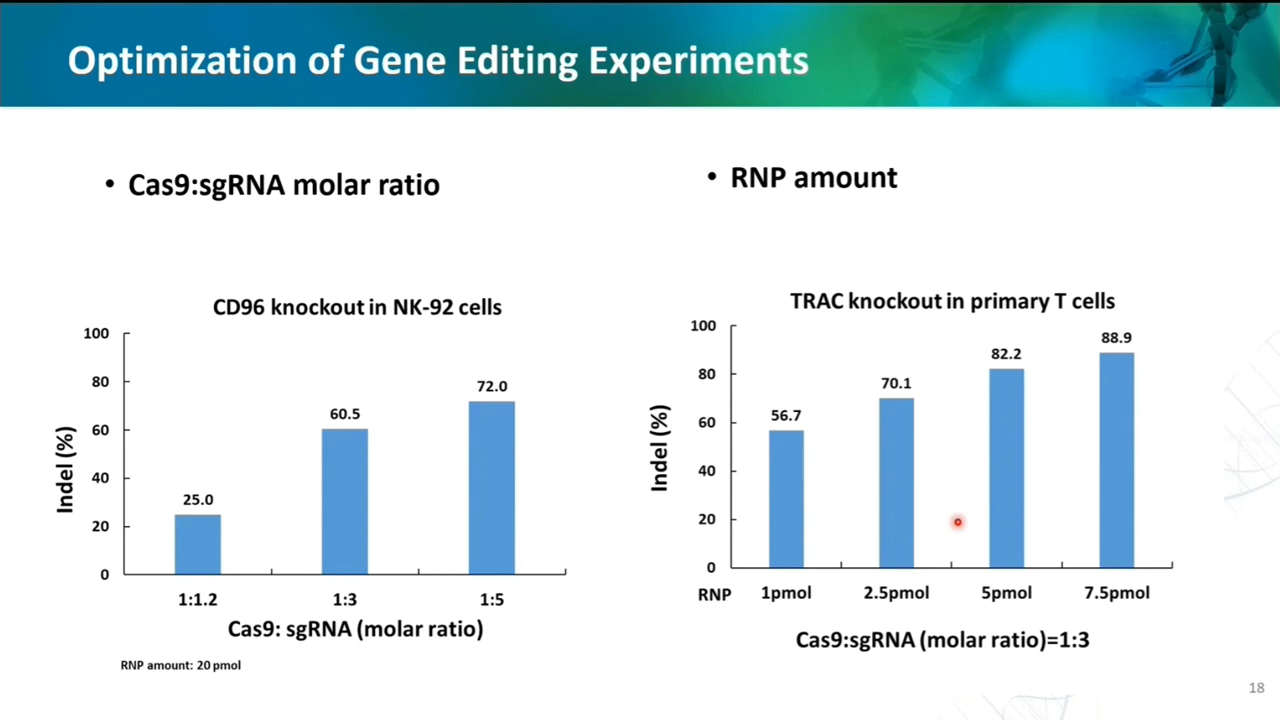 Optimization of Gene Editing Experiments
• Cas9:sgRNA molar ratio
CD96 knockout in NK-92 cells
100
80
60
40
20
0
Indel (%)
25.0
60.5
72.0
1:1.2
1:3
1:5
Cas9: sgRNA (molar ratio)
RNP amount: 20 pmol
• RNP amount
TRAC knockout in primary T cells
100
80
60
40
20
0
Indel (%)
56.7
70.1
82.2
88.9
RNP
1pmol
2.5pmol
5pmol
7.5pmol
Cas9:sgRNA (molar ratio)=1:3
18